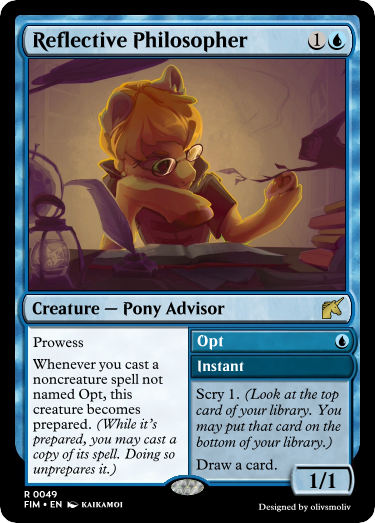 Reflective Philosopher 1
Creature — Pony Advisor
Prowess
Whenever you cast a
noncreature spell not
named Opt, this
creature becomes
prepared. (While it's
prepared, you may cast a
copy of its spell. Doing so
unprepares it.)
Opt
Instant
Scry 1. (Look at the top
card of your library. You
may put that card on the
bottom of your library.)
Draw a card.
1/1
R 0049
FIM • EN KAIKAMOI
Designed by olivsmoliv